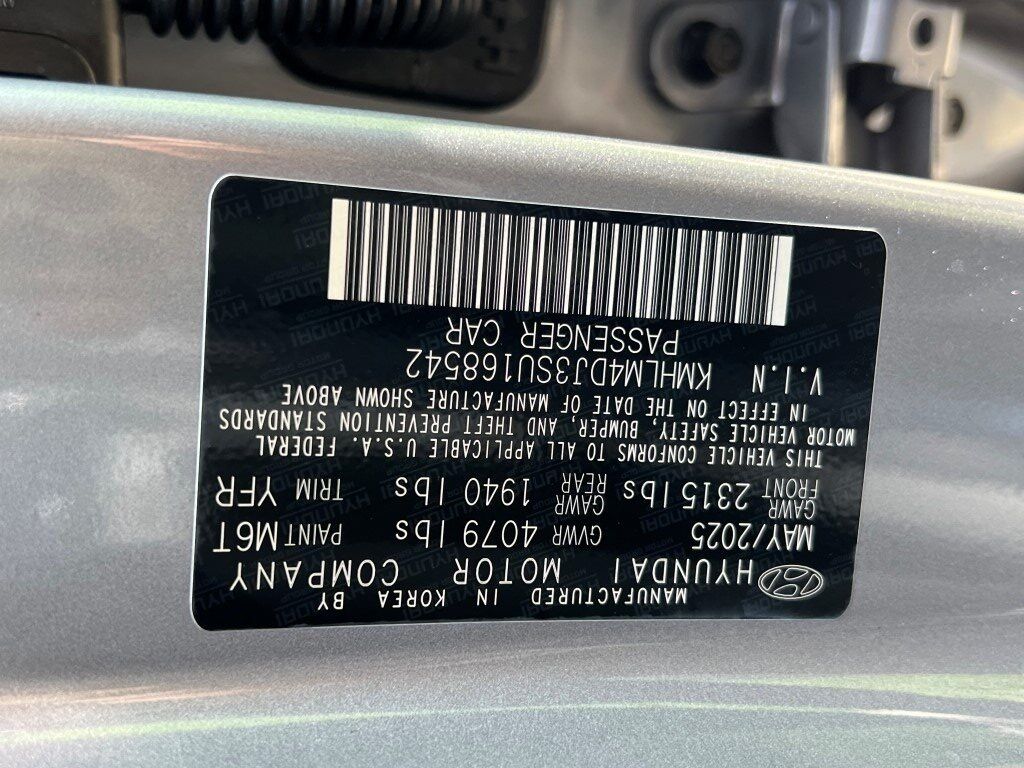 MANUFACTURED IN KOREA BY
HYUNDAI MOTOR COMPANY
MAY/2025 GVWR 4079 lbs PAINT M6T
GAWR FRONT 2315 lbs GAWR REAR 1940 lbs TRIM YFR
THIS VEHICLE CONFORMS TO ALL APPLICABLE U.S.A. FEDERAL
MOTOR VEHICLE SAFETY, BUMPER, AND THEFT PREVENTION STANDARDS
IN EFFECT ON THE DATE OF MANUFACTURE SHOWN ABOVE
V.I.N KMHLM4DJ3SU168542
PASSENGER CAR